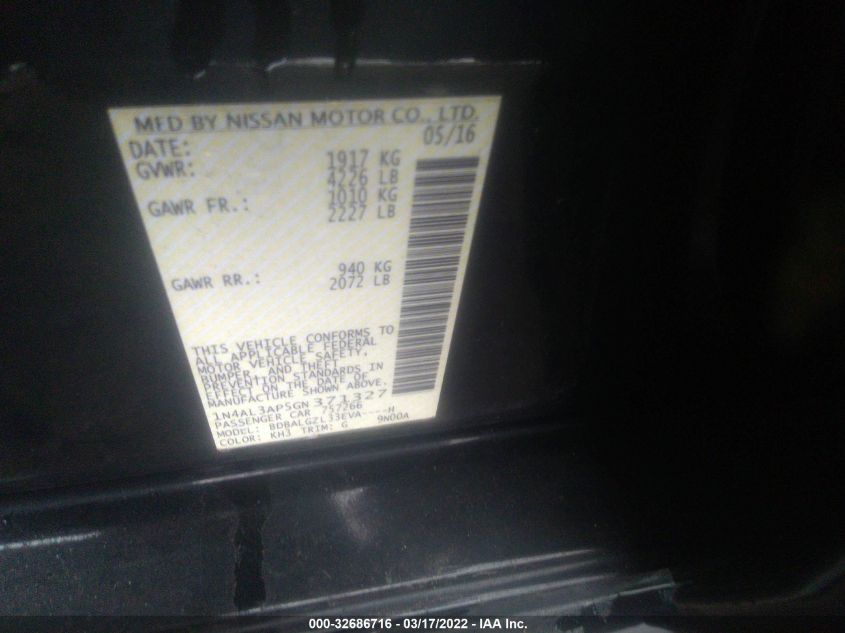 MFD BY NISSAN MOTOR CO., LTD.
DATE: 05/16
GVWR: 1917 KG
4226 LB
GAWR FR.: 1010 KG
2227 LB
GAWR RR.: 940 KG
2072 LB
THIS VEHICLE CONFORMS TO
ALL APPLICABLE FEDERAL
MOTOR VEHICLE SAFETY,
BUMPER, AND THEFT
PREVENTION STANDARDS IN
EFFECT ON THE DATE OF
MANUFACTURE SHOWN ABOVE.
1N4AL3AP5GN371327
PASSENGER CAR 757266
MODEL: BDBALGZL33EVA----H
COLOR: KH3 TRIM: G 9N00A
000-32686716 - 03/17/2022 - IAA Inc.